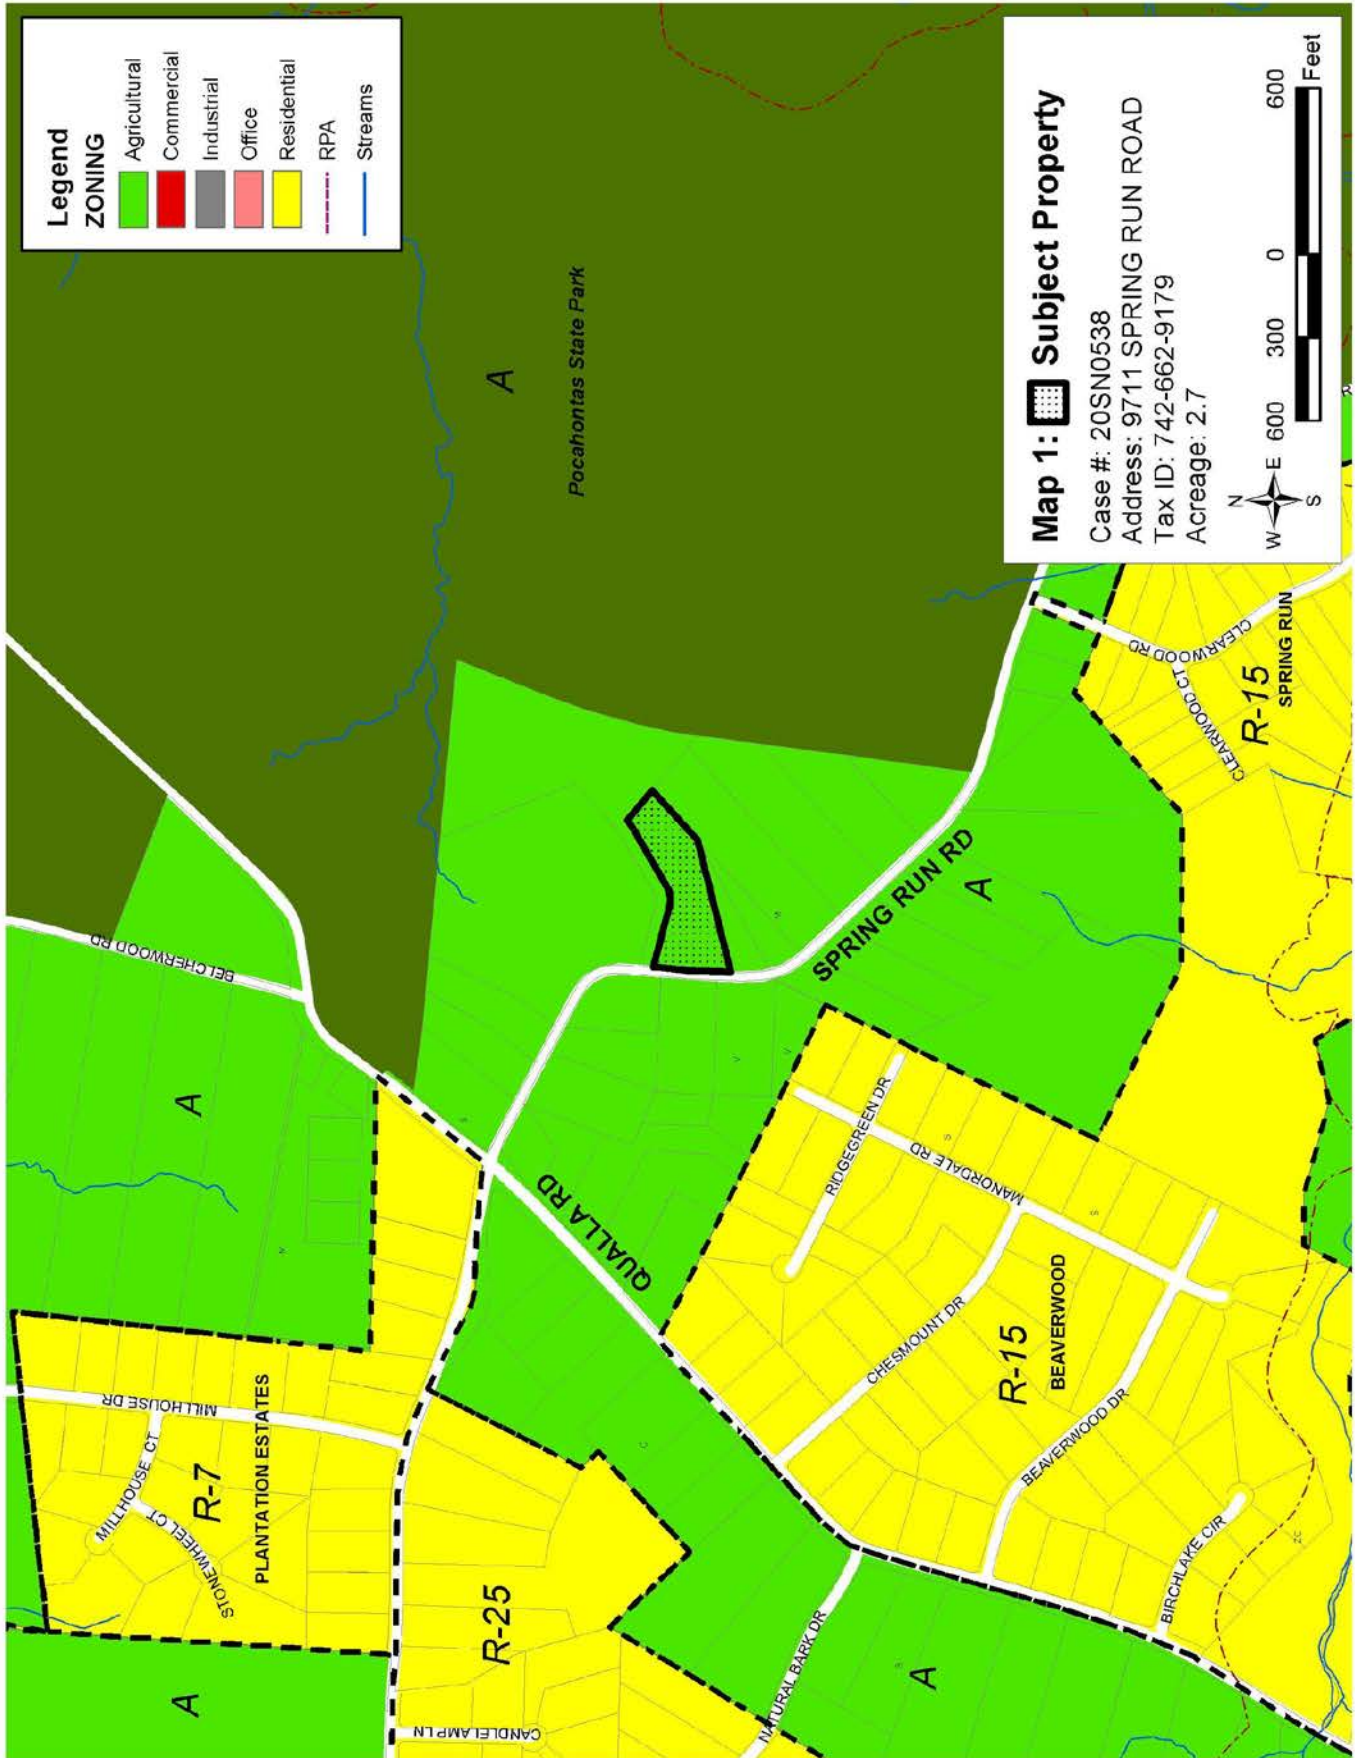 Legend
ZONING
Agricultural
Commercial
Industrial
Office
Residential
RPA
Streams
A
Pocahontas State Park
BELCHERWOOD RD
A
MILLHOUSE DR
MILLHOUSE CT
STONEWHEEL CT
R-7
PLANTATION ESTATES
A
R-25
CANDLELAMP LN
QUALLA RD
SPRING RUN RD
A
RIDGEGREEN DR
MANORDALE RD
CHESMOUNT DR
R-15
BEAVERWOOD
BEAVERWOOD DR
BIRCHLAKE CIR
NATURAL BARK DR
A
CLEARWOOD RD
CLEARWOOD CT
CLEARWOOD
R-15
SPRING RUN
Map 1: Subject Property
Case #: 20SN0538
Address: 9711 SPRING RUN ROAD
Tax ID: 742-662-9179
Acreage: 2.7
N
W E
S
600 300 0 600
Feet